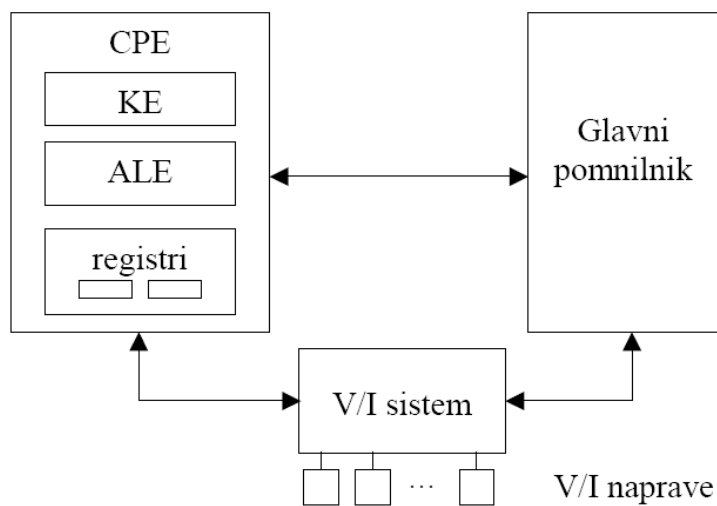 CPE
KE
ALE
registri
Glavni
pomnilnik
V/I sistem
...
V/I naprave